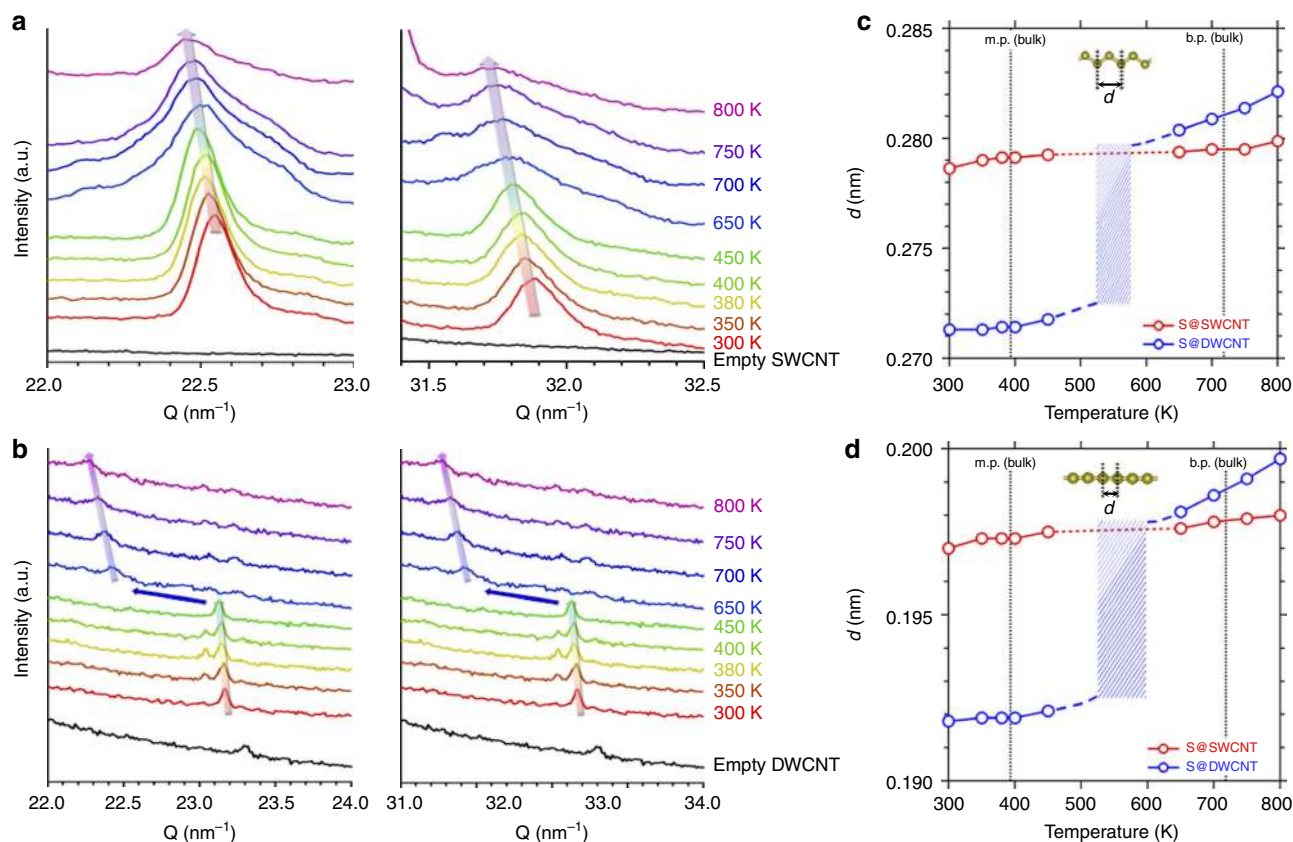 a
Intensity (a.u.)
22.0 22.5 23.0
Q (nm⁻¹)
31.5 32.0 32.5
Q (nm⁻¹)
800 K
750 K
700 K
650 K
450 K
400 K
380 K
350 K
300 K
Empty SWCNT
b
Intensity (a.u.)
22.0 22.5 23.0 23.5 24.0
Q (nm⁻¹)
31.0 32.0 33.0 34.0
Q (nm⁻¹)
800 K
750 K
700 K
650 K
450 K
400 K
380 K
350 K
300 K
Empty DWCNT
c
d (nm)
0.285
0.280
0.275
0.270
m.p. (bulk) b.p. (bulk)
d
S@SWCNT
S@DWCNT
300 400 500 600 700 800
Temperature (K)
d
d (nm)
0.200
0.195
0.190
m.p. (bulk) b.p. (bulk)
d
S@SWCNT
S@DWCNT
300 400 500 600 700 800
Temperature (K)